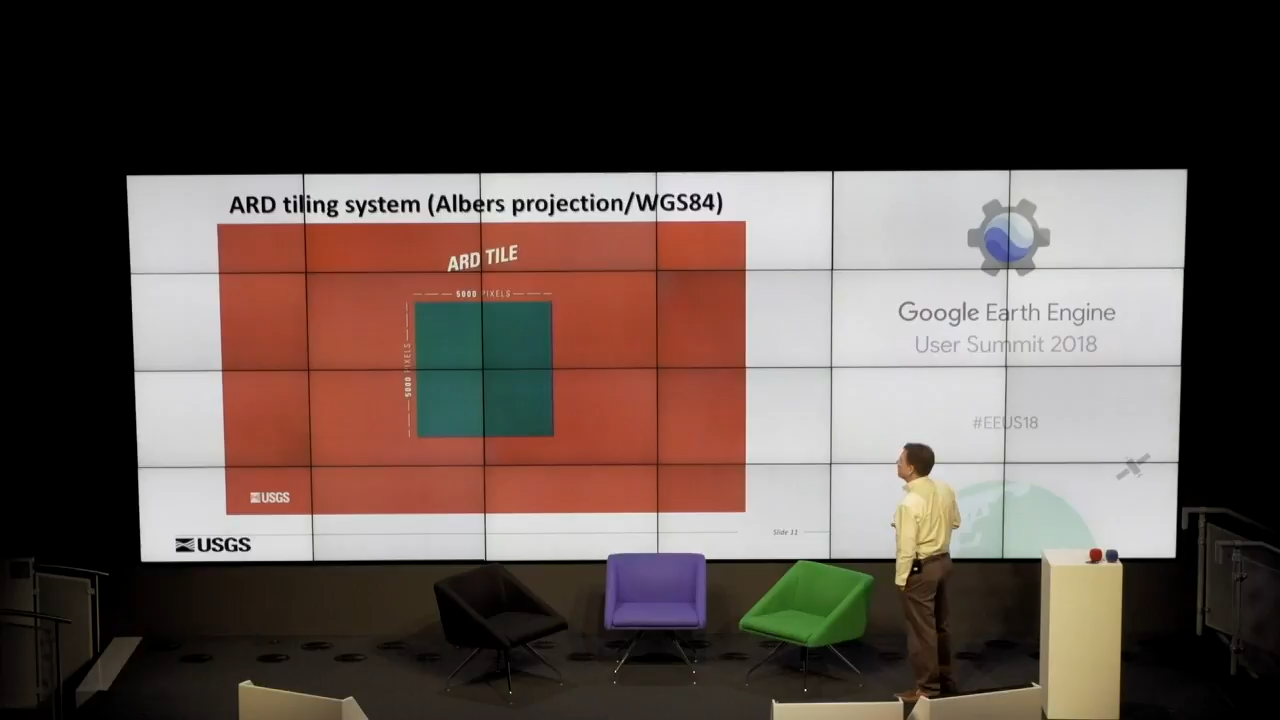 ARD tiling system (Albers projection/WGS84)
ARD TILE
5000 PIXELS
5000 PIXELS
USGS
USGS
Slide 11
Google Earth Engine
User Summit 2018
#EEUS18